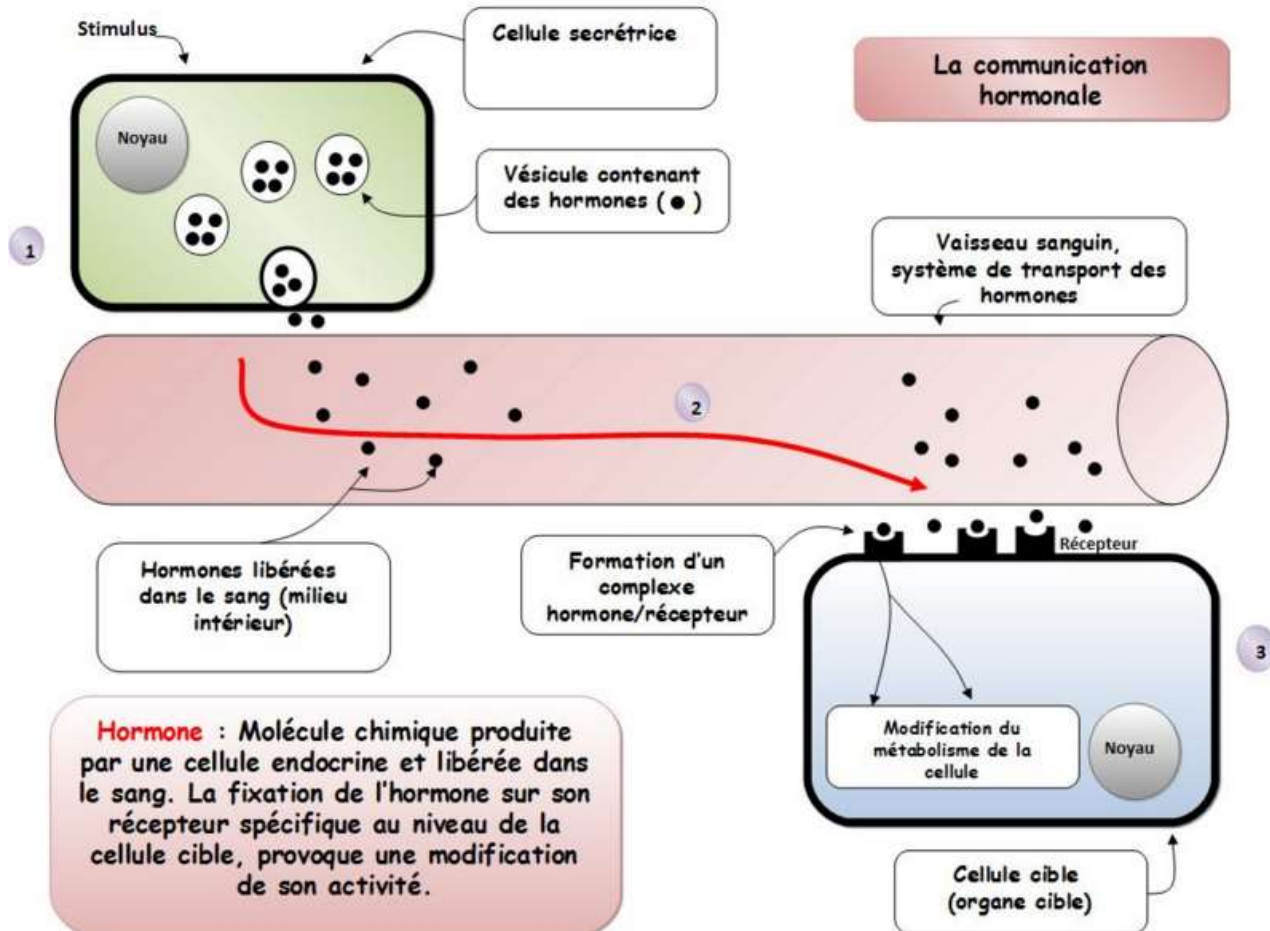 Stimulus
Cellule secrétrice
La communication
hormonale
Noyau
Vésicule contenant
des hormones ( ● )
1
Vaisseau sanguin,
système de transport des
hormones
2
Hormones libérées
dans le sang (milieu
intérieur)
Formation d'un
complexe
hormone/récepteur
Récepteur
3
Modification du
métabolisme de la
cellule
Noyau
Hormone : Molécule chimique produite
par une cellule endocrine et libérée dans
le sang. La fixation de l'hormone sur son
récepteur spécifique au niveau de la
cellule cible, provoque une modification
de son activité.
Cellule cible
(organe cible)